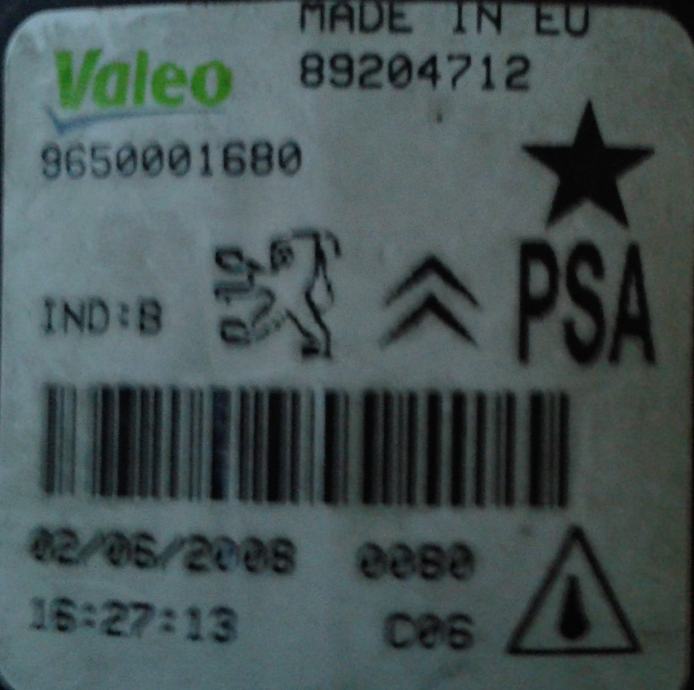 MADE IN EU
Valeo 89204712
9650001680
IND:B PSA
02/06/2008 0080
16:27:13 C06